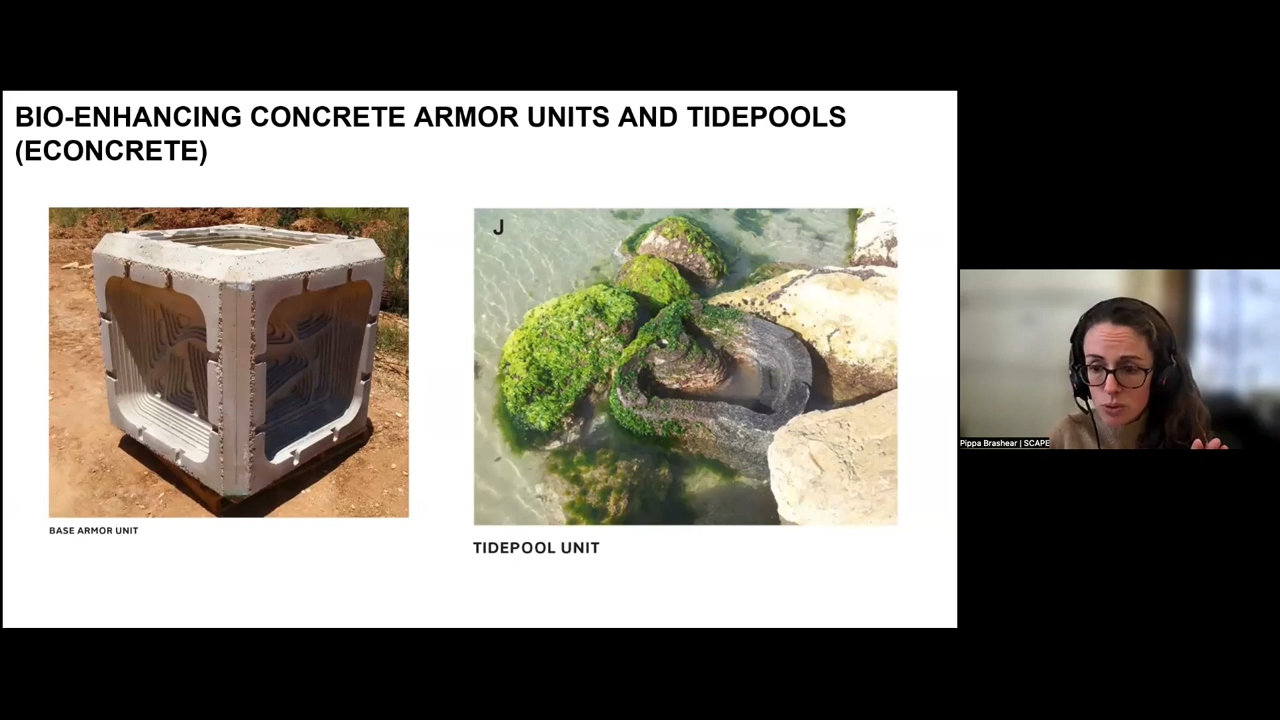 BIO-ENHANCING CONCRETE ARMOR UNITS AND TIDEPOOLS
(ECONCRETE)
J
BASE ARMOR UNIT
TIDEPOOL UNIT
Pippa Brashear | SCAPE